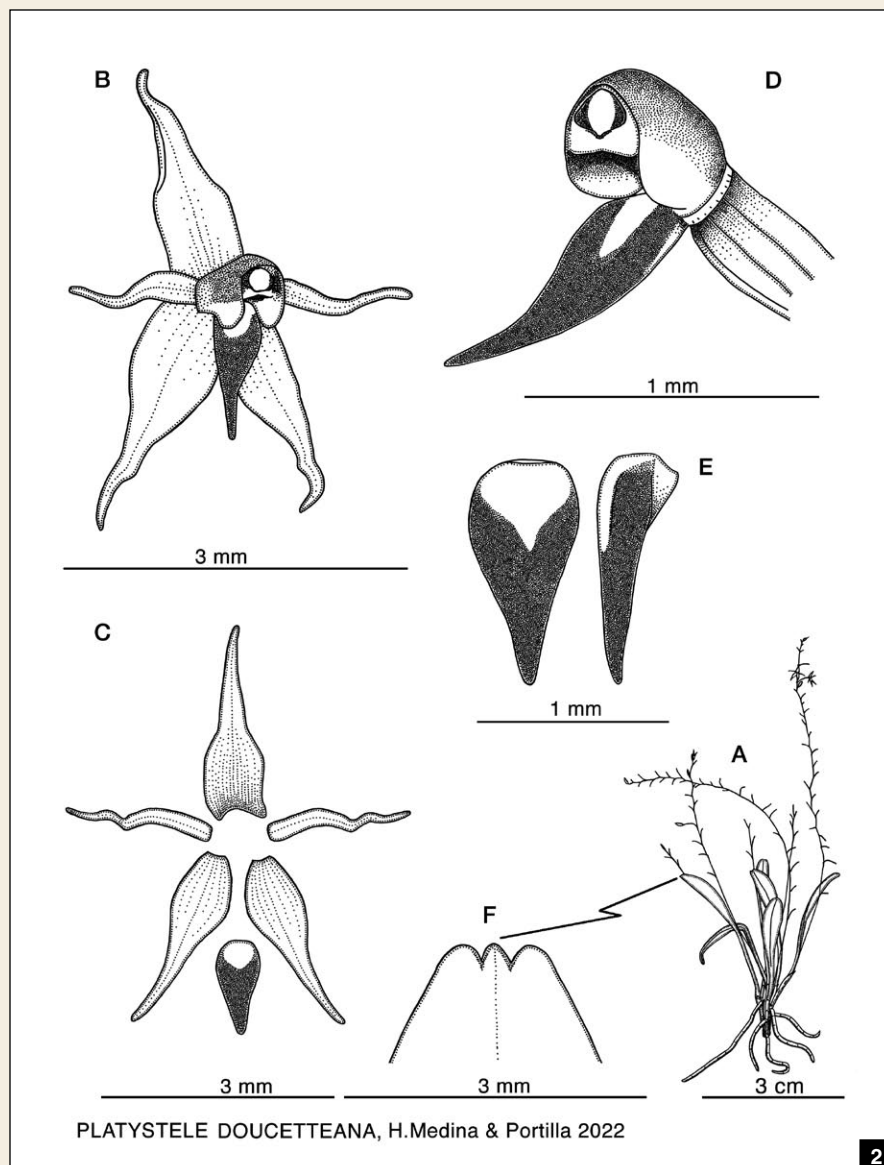 B
D
1 mm
3 mm
E
C
1 mm
A
F
3 mm
3 mm
3 cm
PLATYSTELE DOUCETTEANA, H.Medina & Portilla 2022
2